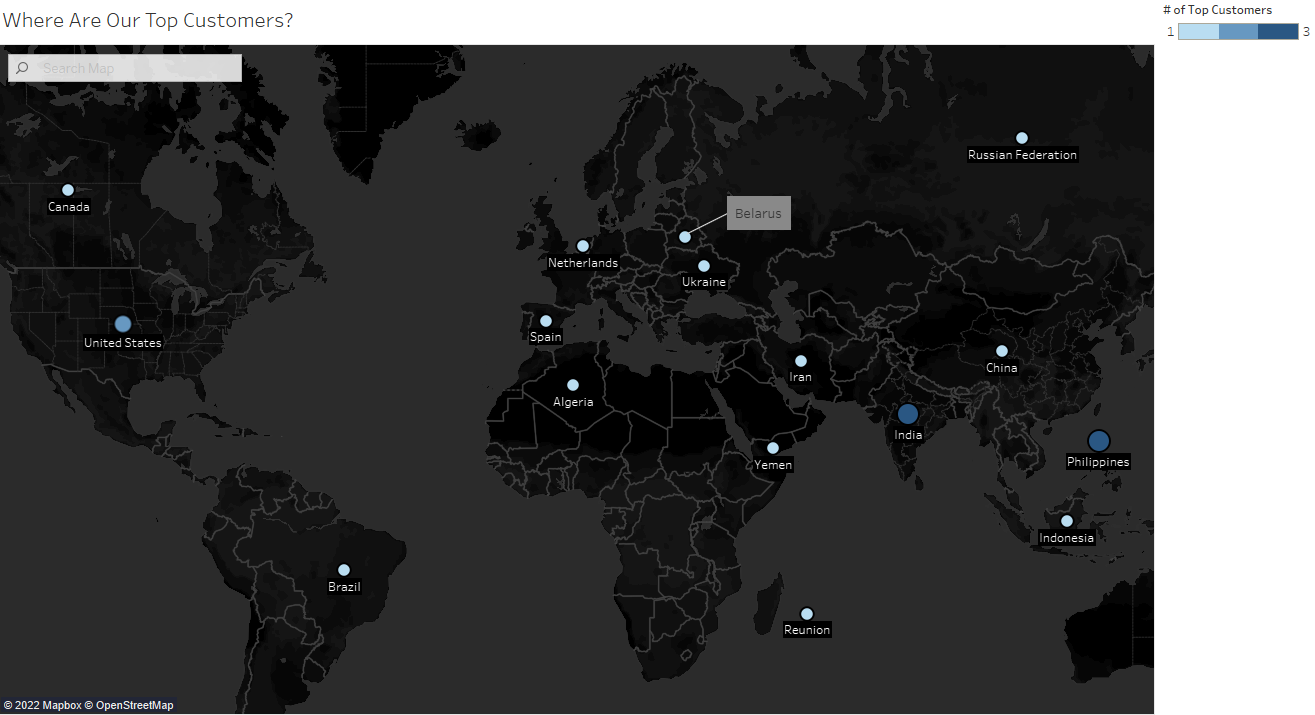 Where Are Our Top Customers?
# of Top Customers
1 3
Search Map
Russian Federation
Canada
Belarus
Netherlands
Ukraine
United States
Spain
Iran
China
Algeria
India
Yemen
Philippines
Indonesia
Brazil
Reunion
© 2022 Mapbox © OpenStreetMap